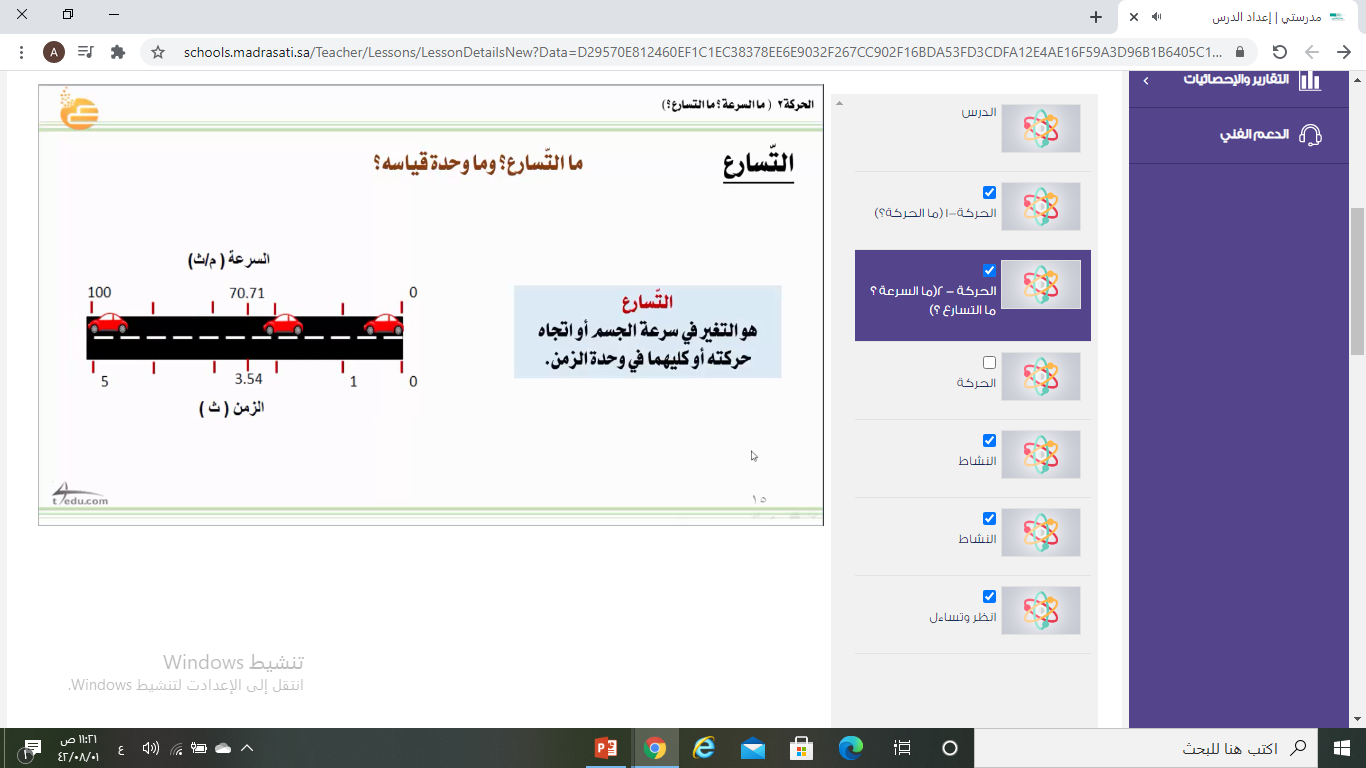 مدرستي | إعداد الدرس
schools.madrasati.sa/Teacher/Lessons/LessonDetailsNew?Data=D29570E812460EF1C1EC38378EE6E9032F267CC902F16BDA53FD3CDFA12E4AE16F59A3D96B1B6405C1...
A
التقارير والإحصائيات
الدعم الفني
الدرس
الحركة-١ (ما الحركة؟)
الحركة - ٢(ما السرعة ؟
ما التسارع ؟)
الحركة
النشاط
النشاط
انظر وتساءل
الحركة٢ ( ما السرعة؟ ما التسارع؟)
التّسارع
ما التّسارع؟ وما وحدة قياسه؟
السرعة ( م/ث)
100 70.71 0
5 3.54 1 0
الزمن ( ث )
التّسارع
هو التغير في سرعة الجسم أو اتجاه
حركته أو كليهما في وحدة الزمن.
t4edu.com
١٥
تنشيط Windows
انتقل إلى الإعدادت لتنشيط Windows.
اكتب هنا للبحث
ع
١١:٢١ ص
٤٢/٠٨/٠١
١